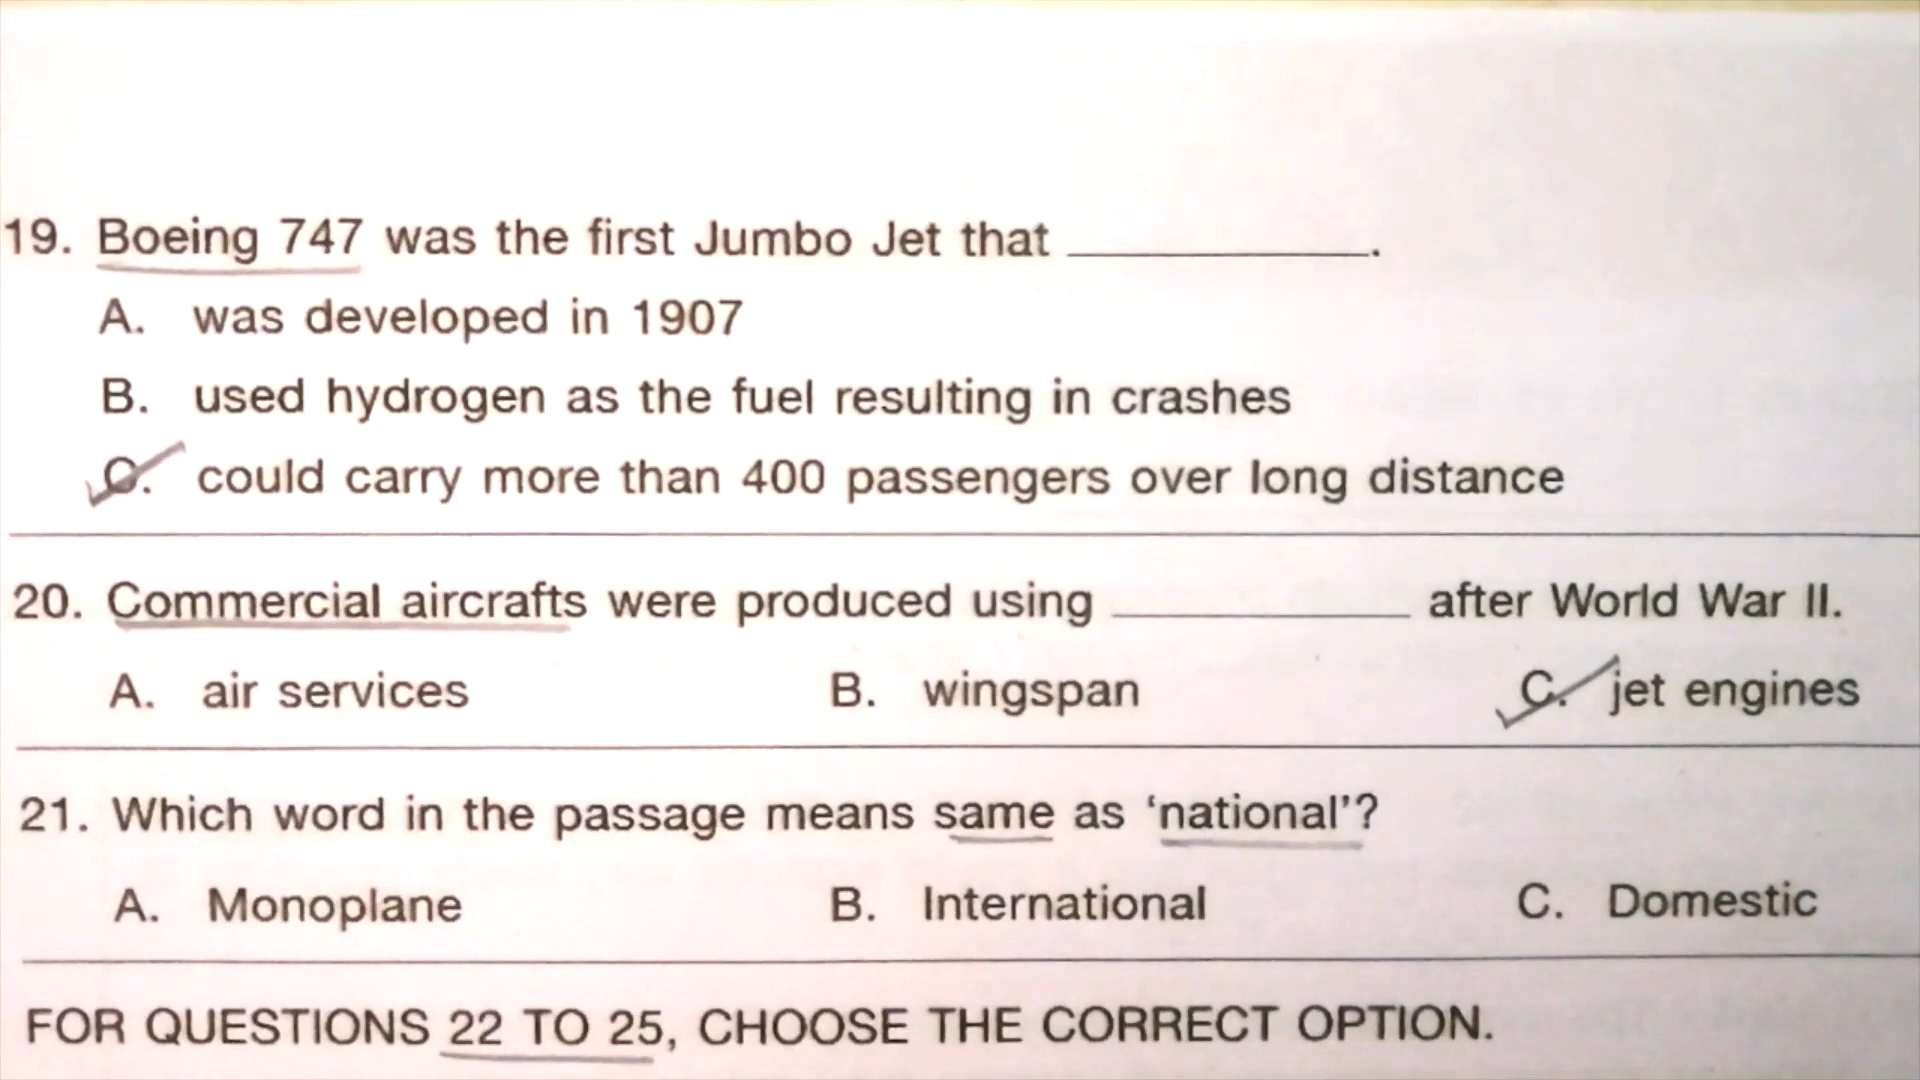 19. Boeing 747 was the first Jumbo Jet that ____________.
A. was developed in 1907
B. used hydrogen as the fuel resulting in crashes
C. could carry more than 400 passengers over long distance
20. Commercial aircrafts were produced using ____________ after World War II.
A. air services B. wingspan C. jet engines
21. Which word in the passage means same as ‘national’?
A. Monoplane B. International C. Domestic
FOR QUESTIONS 22 TO 25, CHOOSE THE CORRECT OPTION.